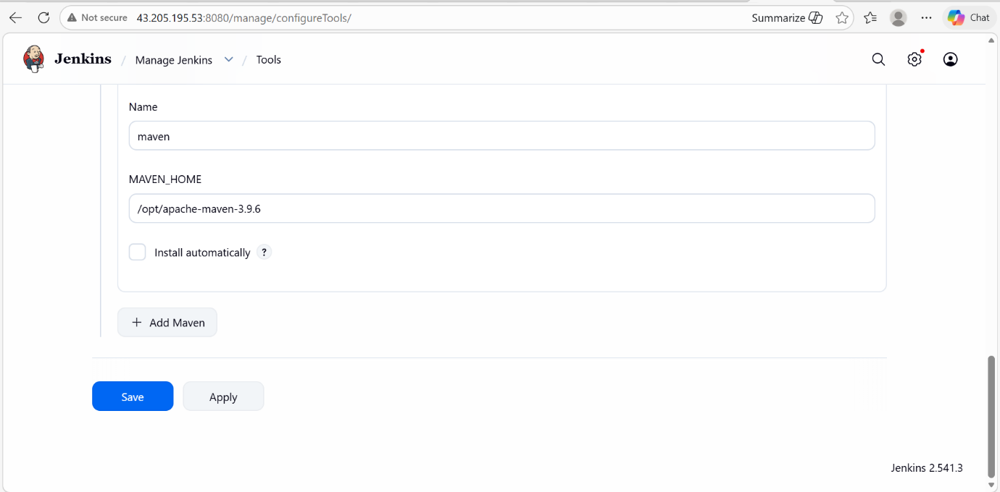 Not secure 43.205.195.53:8080/manage/configureTools/ Summarize Chat
Jenkins / Manage Jenkins / Tools
Name
maven
MAVEN_HOME
/opt/apache-maven-3.9.6
Install automatically ?
+ Add Maven
Save Apply
Jenkins 2.541.3